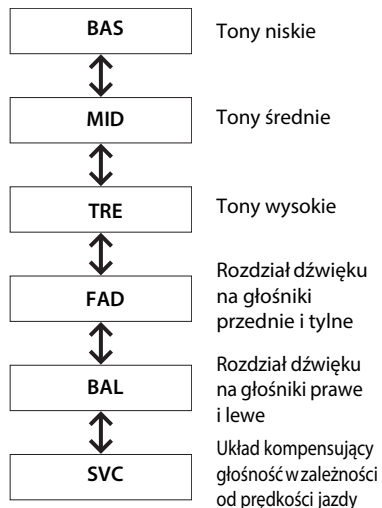 BAS
Tony niskie
MID
Tony średnie
TRE
Tony wysokie
FAD
Rozdział dźwięku
na głośniki
przednie i tylne
BAL
Rozdział dźwięku
na głośniki prawe
i lewe
SVC
Układ kompensujący
głośność w zależności
od prędkości jazdy